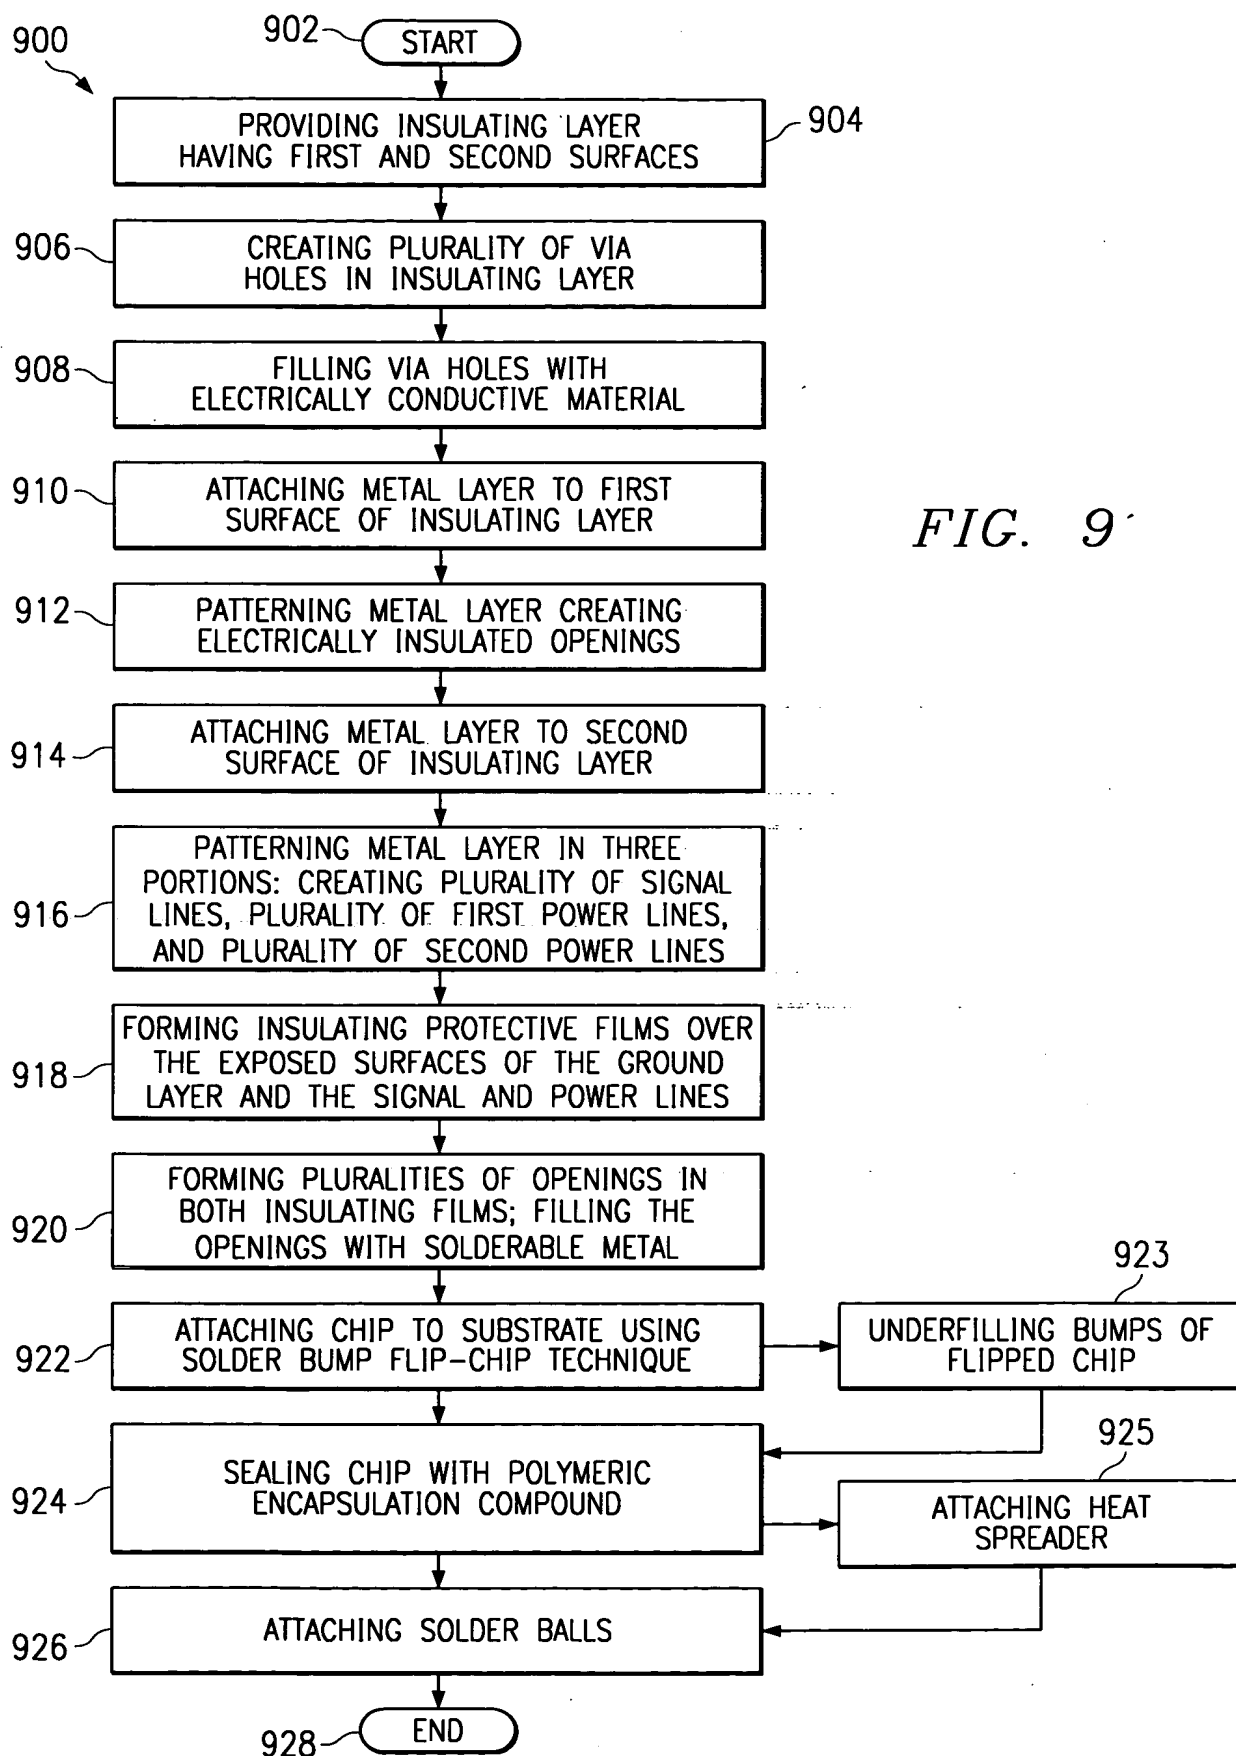 900
902
START
PROVIDING INSULATING LAYER
HAVING FIRST AND SECOND SURFACES
904
906
CREATING PLURALITY OF VIA
HOLES IN INSULATING LAYER
908
FILLING VIA HOLES WITH
ELECTRICALLY CONDUCTIVE MATERIAL
910
ATTACHING METAL LAYER TO FIRST
SURFACE OF INSULATING LAYER
FIG. 9
912
PATTERNING METAL LAYER CREATING
ELECTRICALLY INSULATED OPENINGS
914
ATTACHING METAL LAYER TO SECOND
SURFACE OF INSULATING LAYER
916
PATTERNING METAL LAYER IN THREE
PORTIONS: CREATING PLURALITY OF SIGNAL
LINES, PLURALITY OF FIRST POWER LINES,
AND PLURALITY OF SECOND POWER LINES
918
FORMING INSULATING PROTECTIVE FILMS OVER
THE EXPOSED SURFACES OF THE GROUND
LAYER AND THE SIGNAL AND POWER LINES
920
FORMING PLURALITIES OF OPENINGS IN
BOTH INSULATING FILMS; FILLING THE
OPENINGS WITH SOLDERABLE METAL
922
ATTACHING CHIP TO SUBSTRATE USING
SOLDER BUMP FLIP-CHIP TECHNIQUE
923
UNDERFILLING BUMPS OF
FLIPPED CHIP
924
SEALING CHIP WITH POLYMERIC
ENCAPSULATION COMPOUND
925
ATTACHING HEAT
SPREADER
926
ATTACHING SOLDER BALLS
928
END